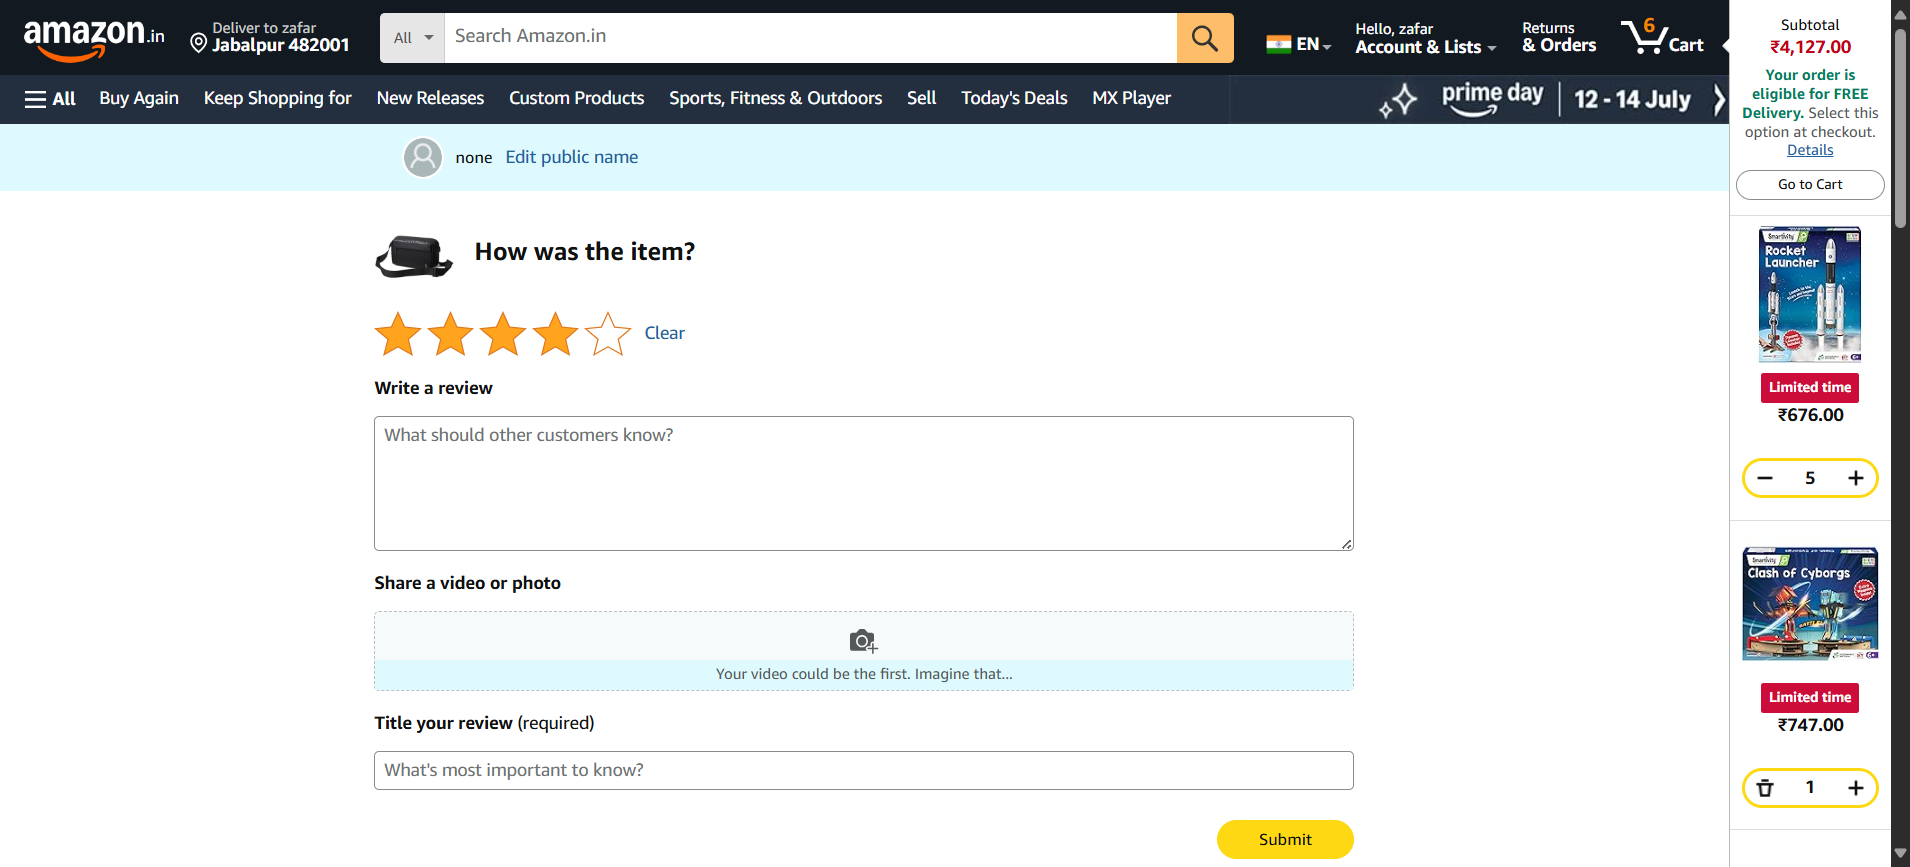 amazon.in
Deliver to zafar
Jabalpur 482001
All
Search Amazon.in
EN
Hello, zafar
Account & Lists
Returns
& Orders
6
Cart
All
Buy Again
Keep Shopping for
New Releases
Custom Products
Sports, Fitness & Outdoors
Sell
Today's Deals
MX Player
prime day
12 - 14 July
none
Edit public name
How was the item?
Clear
Write a review
What should other customers know?
Share a video or photo
Your video could be the first. Imagine that...
Title your review (required)
What's most important to know?
Submit
Subtotal
₹4,127.00
Your order is
eligible for FREE
Delivery. Select this
option at checkout.
Details
Go to Cart
Smartivity
Rocket
Launcher
Limited time
₹676.00
5
Smartivity
Clash of Cyborgs
Limited time
₹747.00
1